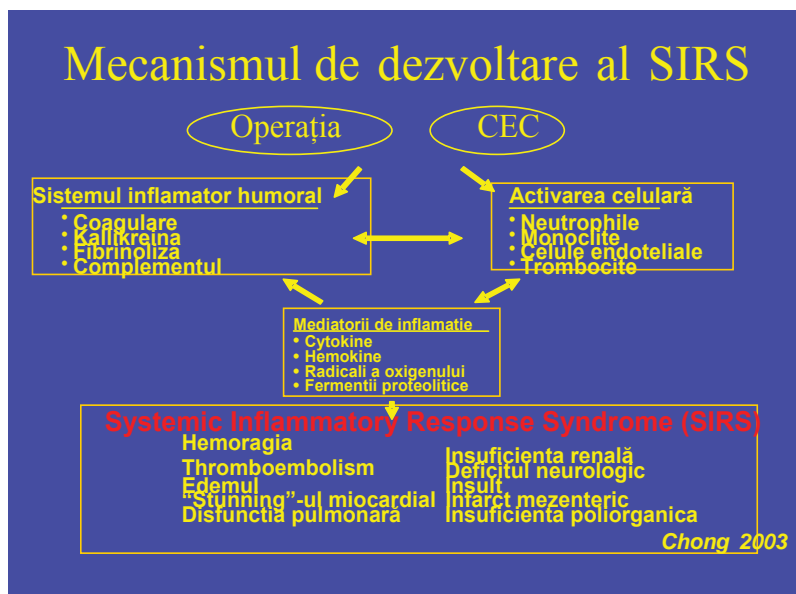 Mecanismul de dezvoltare al SIRS
Operația
CEC
Sistemul inflamator humoral
• Coagulare
• Kallikreina
• Fibrinoliză
• Complementul
Activarea celulară
• Neutrophile
• Monoclite
• Celule endoteliale
• Trombocite
Mediatorii de inflamatie
• Cytokine
• Hemokine
• Radicali a oxigenului
• Fermentii proteolitice
Systemic Inflammatory Response Syndrome (SIRS)
Hemoragia
Thromboembolism
Edemul
“Stunning”-ul miocardial
Disfunctia pulmonară
Insuficienta renală
Deficitul neurologic
Insult
Infarct mezenteric
Insuficienta poliorganica
Chong 2003